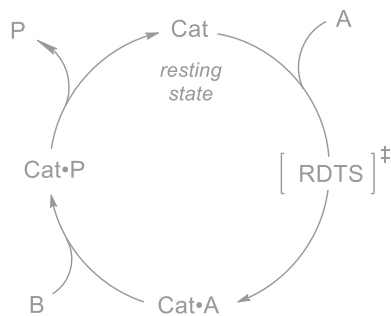 P
Cat
A
resting
state
Cat•P
[ RDTS ]‡
B
Cat•A